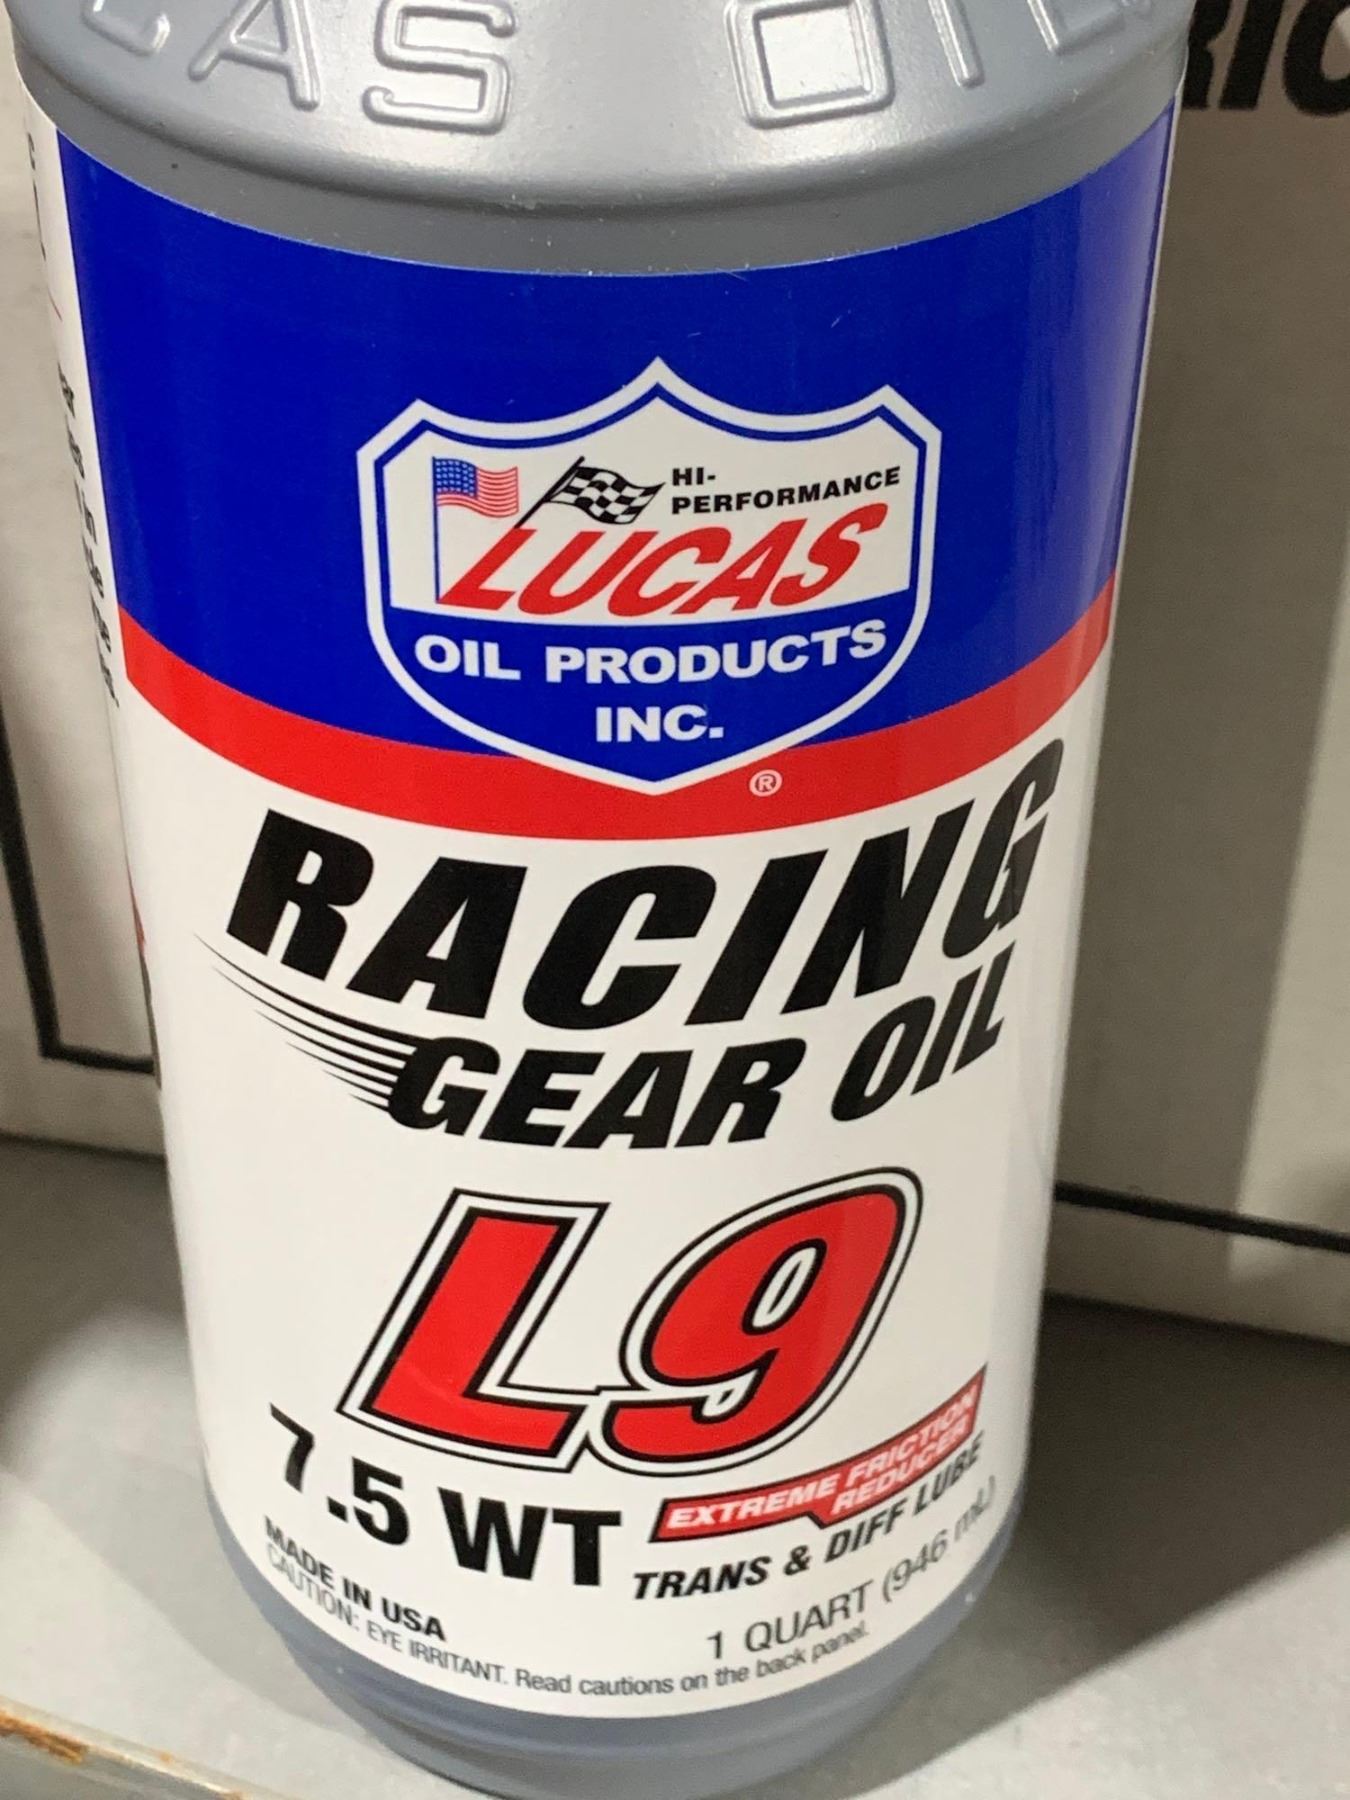 HI-
PERFORMANCE
LUCAS
OIL PRODUCTS
INC.
®
RACING
GEAR OIL
L9
7.5 WT
EXTREME FRICTION
REDUCER
TRANS & DIFF LUBE
MADE IN USA
1 QUART (946 mL)
CAUTION: EYE IRRITANT. Read cautions on the back panel.